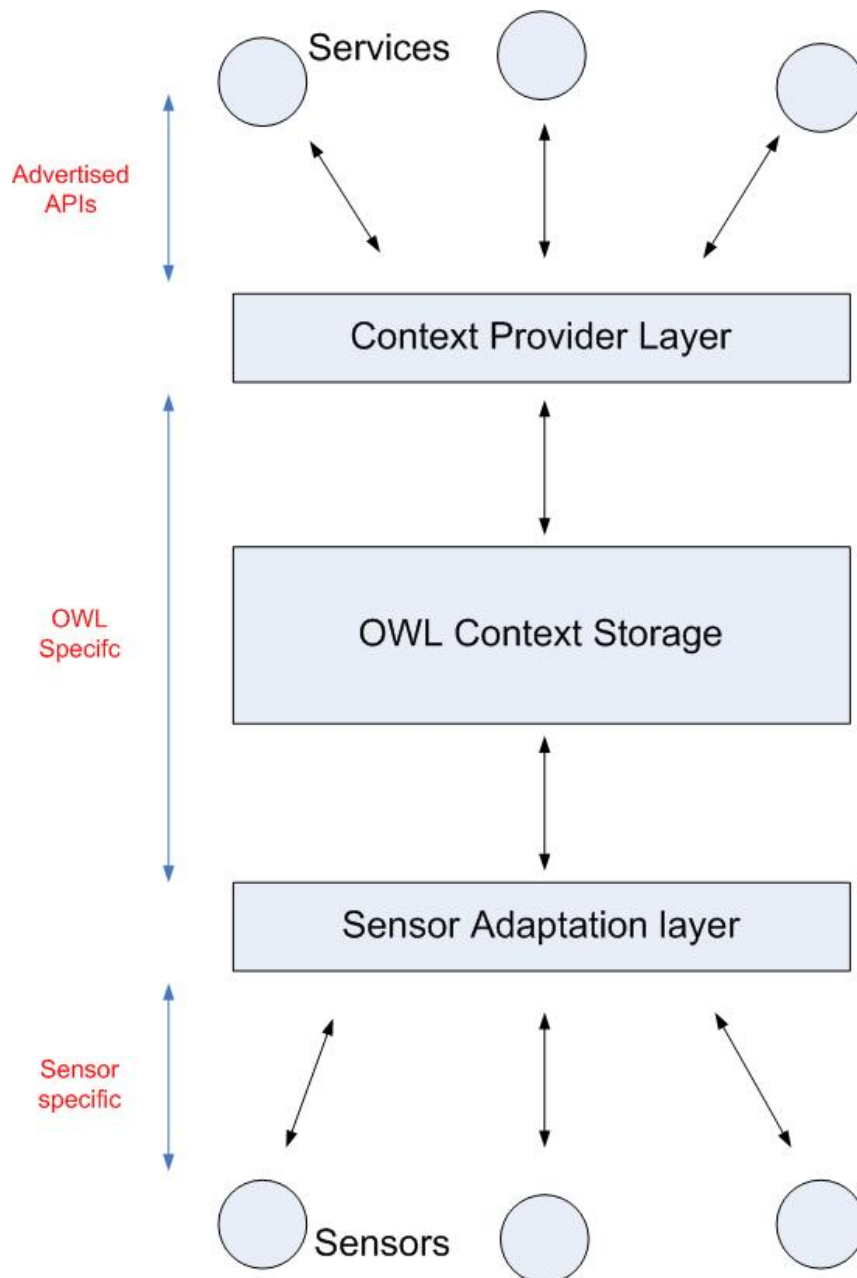 Services
Advertised
APIs
Context Provider Layer
OWL
Specifc
OWL Context Storage
Sensor Adaptation layer
Sensor
specific
Sensors